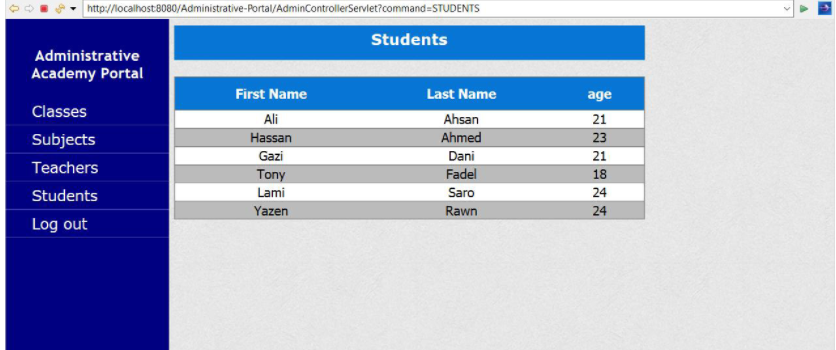 http://localhost:8080/Administrative-Portal/AdminControllerServlet?command=STUDENTS
Administrative
Academy Portal
Classes
Subjects
Teachers
Students
Log out
Students
First Name Last Name age
Ali Ahsan 21
Hassan Ahmed 23
Gazi Dani 21
Tony Fadel 18
Lami Saro 24
Yazen Rawn 24